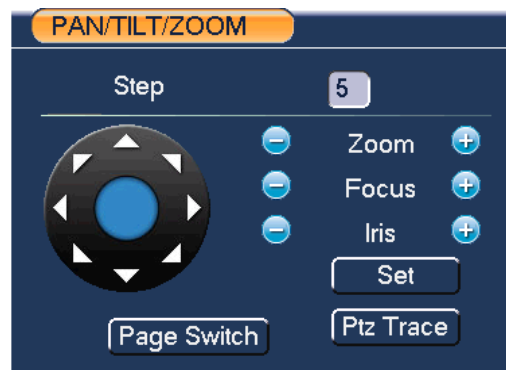 PAN/TILT/ZOOM
Step 5
Zoom
Focus
Iris
Set
Page Switch
Ptz Trace